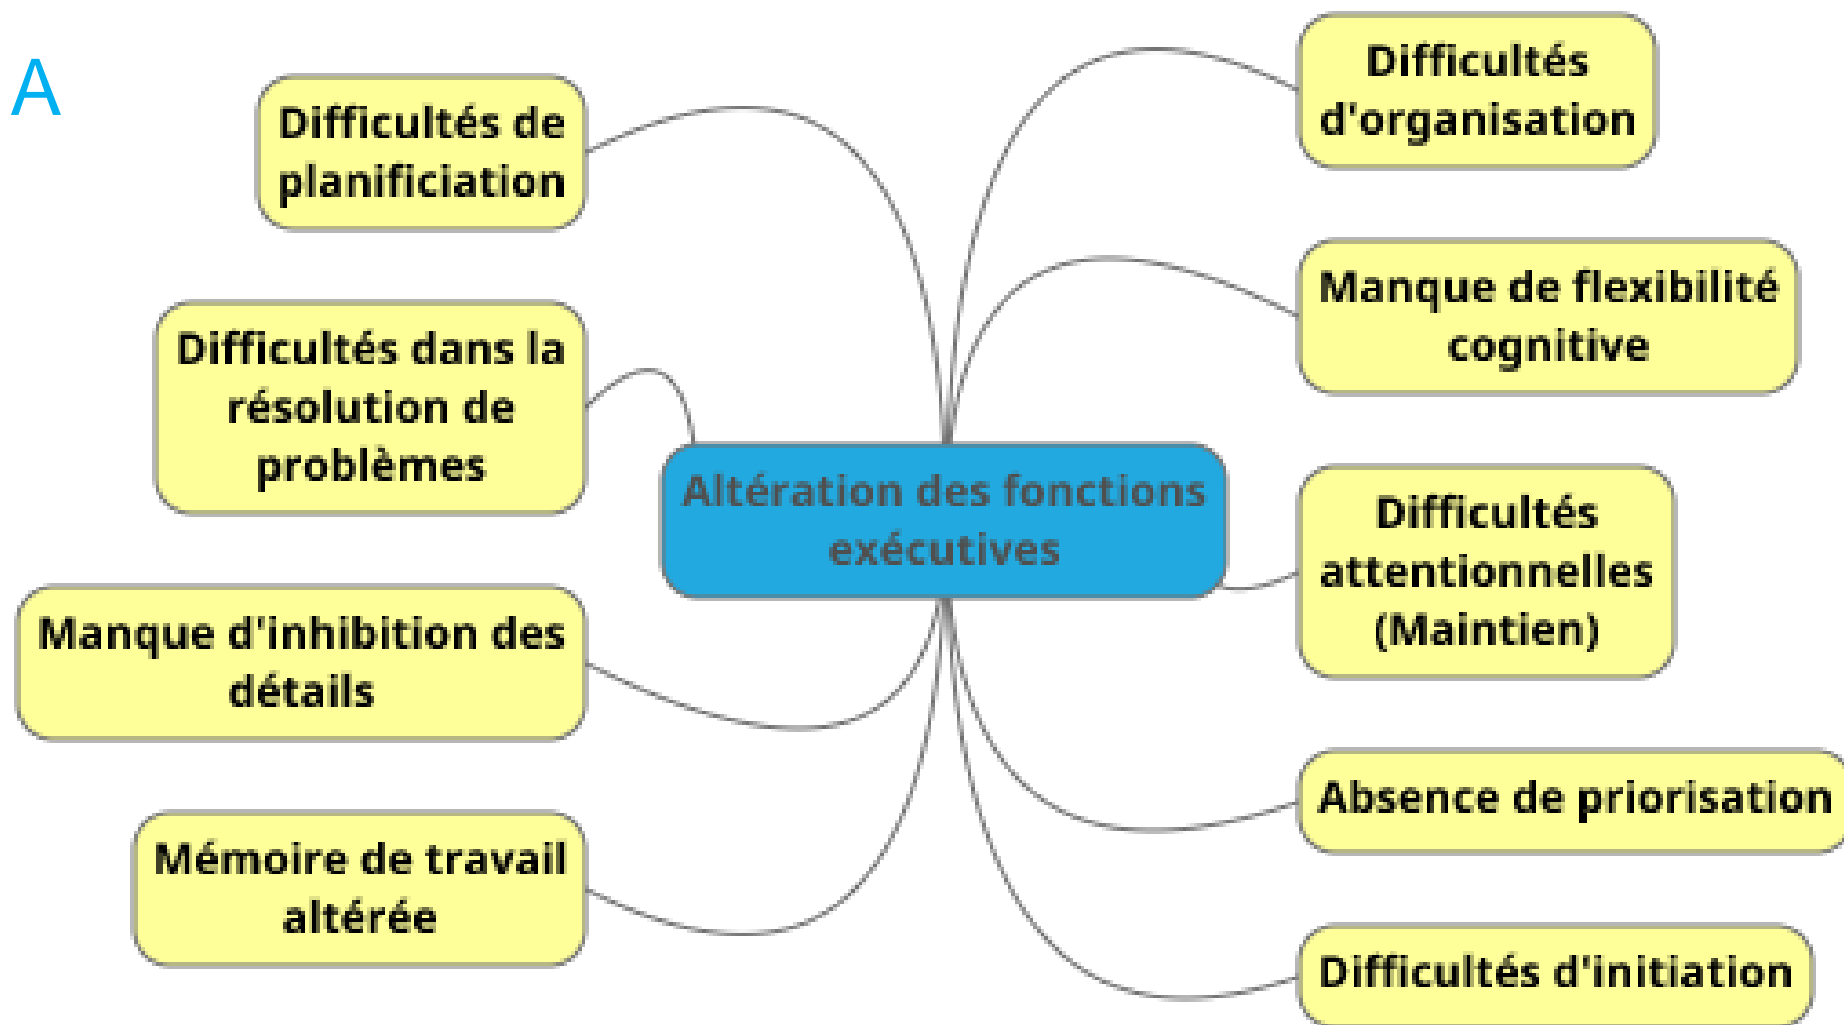 A
Difficultés de
planificiation
Difficultés dans la
résolution de
problèmes
Manque d'inhibition des
détails
Mémoire de travail
altérée
Altération des fonctions
exécutives
Difficultés
d'organisation
Manque de flexibilité
cognitive
Difficultés
attentionnelles
(Maintien)
Absence de priorisation
Difficultés d'initiation